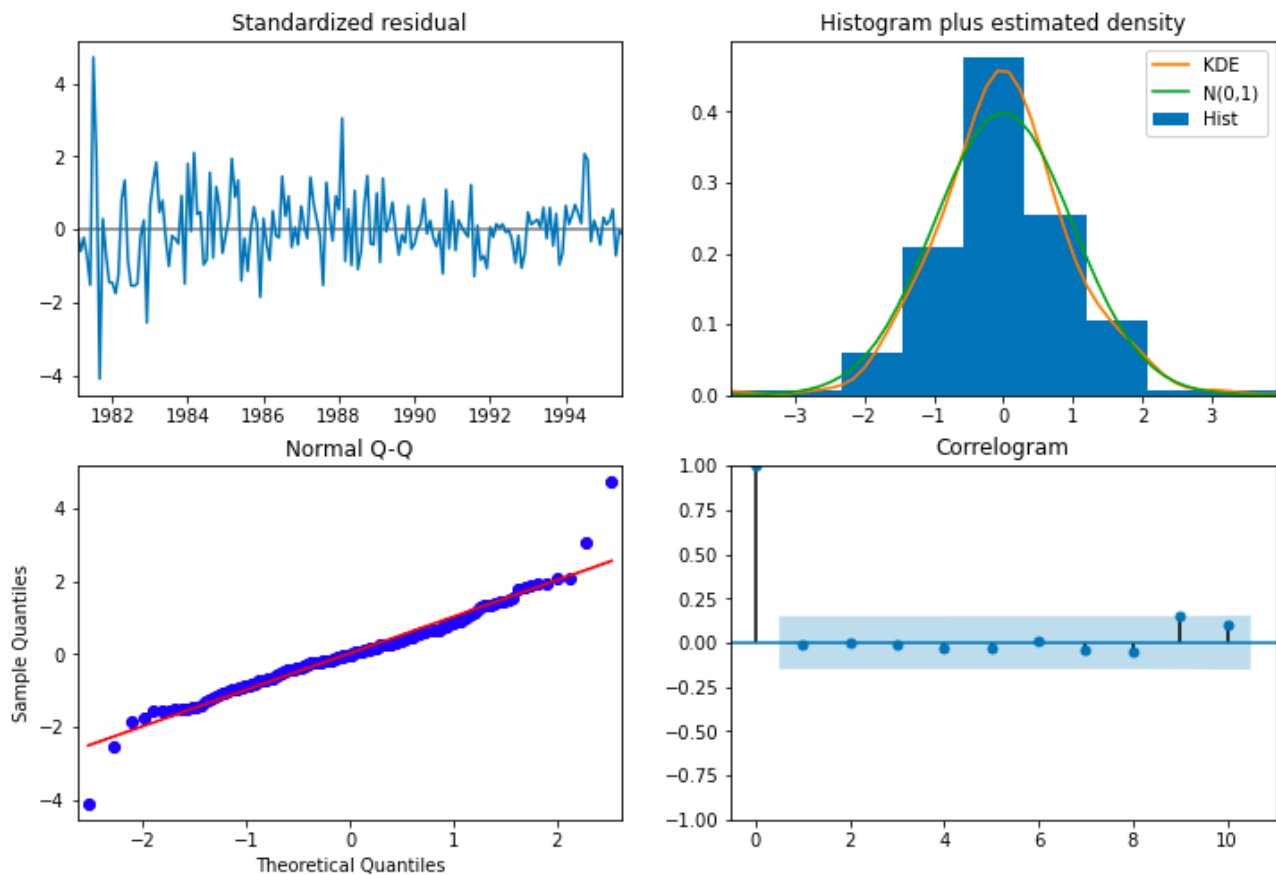 Standardized residual
4
2
0
−2
−4
1982 1984 1986 1988 1990 1992 1994
Histogram plus estimated density
KDE
N(0,1)
Hist
0.4
0.3
0.2
0.1
0.0
−3 −2 −1 0 1 2 3
Normal Q-Q
Sample Quantiles
4
2
0
−2
−4
−2 −1 0 1 2
Theoretical Quantiles
Correlogram
1.00
0.75
0.50
0.25
0.00
−0.25
−0.50
−0.75
−1.00
0 2 4 6 8 10